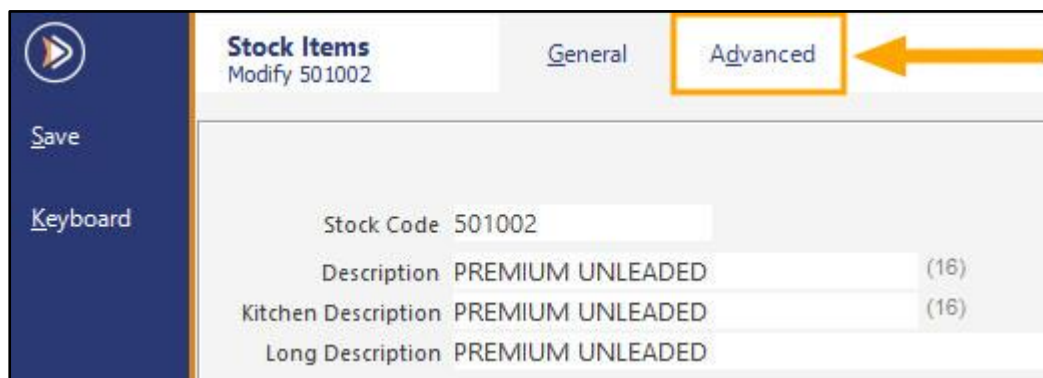 Stock Items
Modify 501002
General
Advanced
Save
Keyboard
Stock Code 501002
Description PREMIUM UNLEADED (16)
Kitchen Description PREMIUM UNLEADED (16)
Long Description PREMIUM UNLEADED